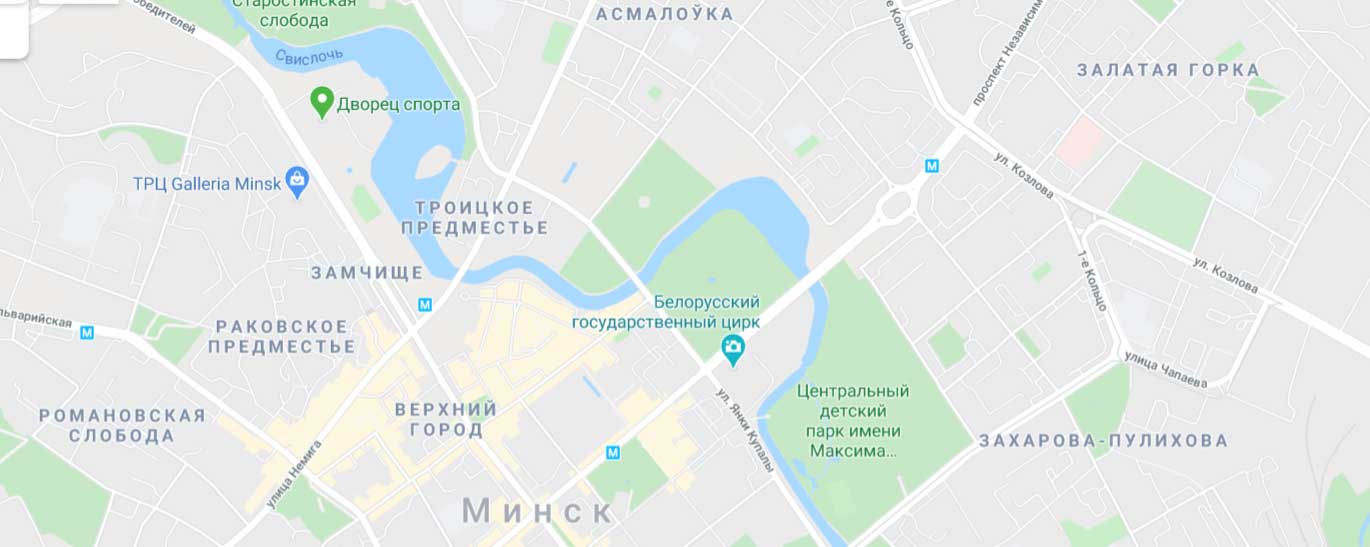 Старостинская
слобода
АСМАЛОЎКА
Свислочь
ЗАЛАТАЯ ГОРКА
Дворец спорта
М
ул. Козлова
ТРЦ Galleria Minsk
ТРОИЦКОЕ
ПРЕДМЕСТЬЕ
ЗАМЧИЩЕ
1-е Кольцо
ул. Козлова
М
Белорусский
государственный цирк
РАКОВСКОЕ
ПРЕДМЕСТЬЕ
М
улица Чапаева
Центральный
детский
парк имени
Максима...
РОМАНОВСКАЯ
СЛОБОДА
ВЕРХНИЙ
ГОРОД
ул. Янки Купалы
ЗАХАРОВА-ПУЛИХОВА
М
улица Немига
Минск